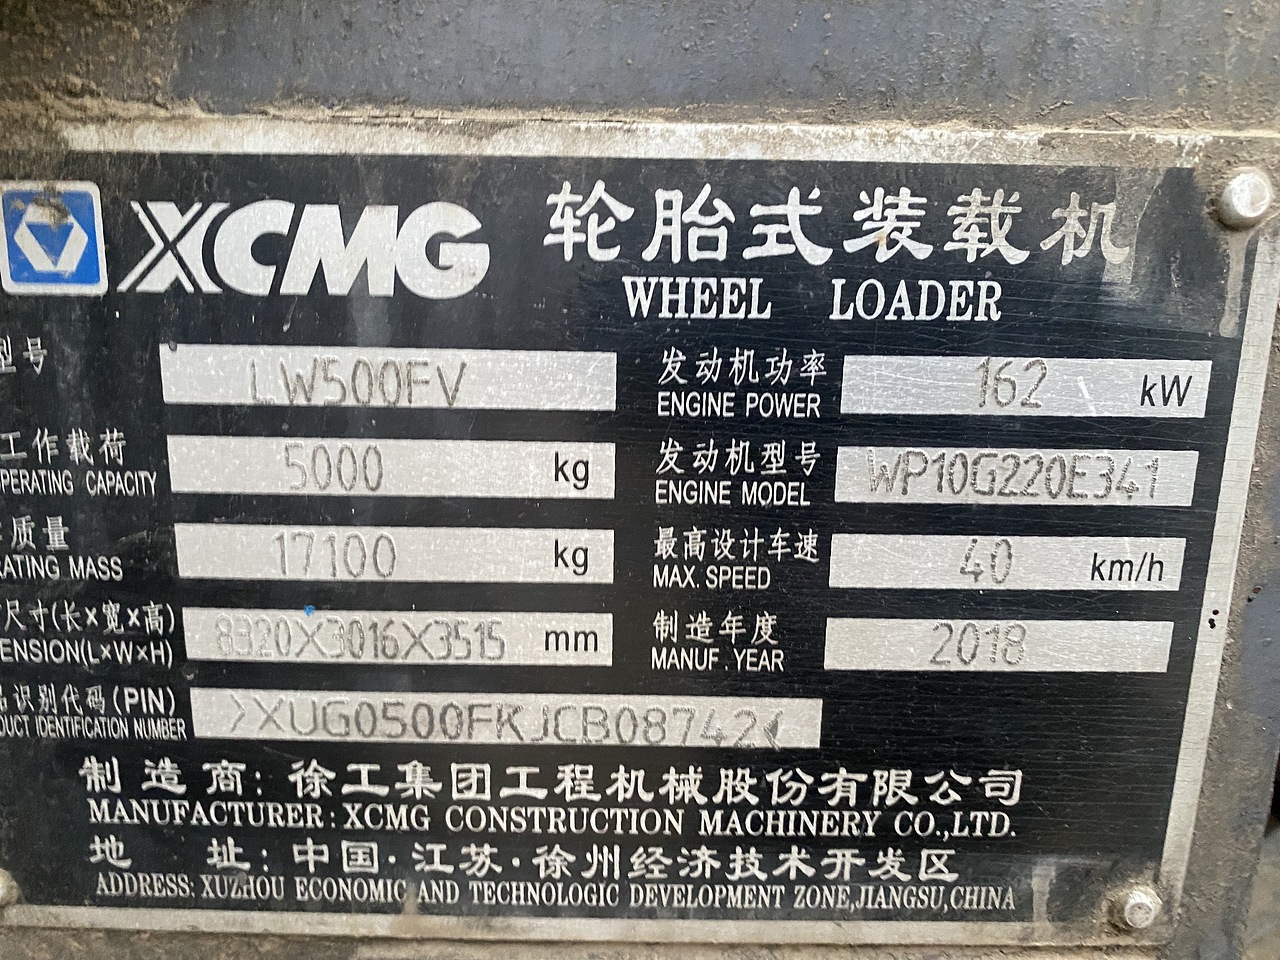 XCMG 轮胎式装载机
WHEEL LOADER
型号 LW500FV
发动机功率 162 kW
ENGINE POWER
工作载荷 5000 kg
PERATING CAPACITY
发动机型号 WP10G220E341
ENGINE MODEL
质量 17100 kg
RATING MASS
最高设计车速 40 km/h
MAX. SPEED
尺寸(长×宽×高) 8320X3016X3515 mm
ENSION(L×W×H)
制造年度 2018
MANUF.YEAR
品识别代码(PIN) >XUG0500FKJCB08742<
DUCT IDENTIFICATION NUMBER
制造商:徐工集团工程机械股份有限公司
MANUFACTURER:XCMG CONSTRUCTION MACHINERY CO.,LTD.
地址:中国·江苏·徐州经济技术开发区
ADDRESS: XUZHOU ECONOMIC AND TECHNOLOGIC DEVELOPMENT ZONE,JIANGSU,CHINA